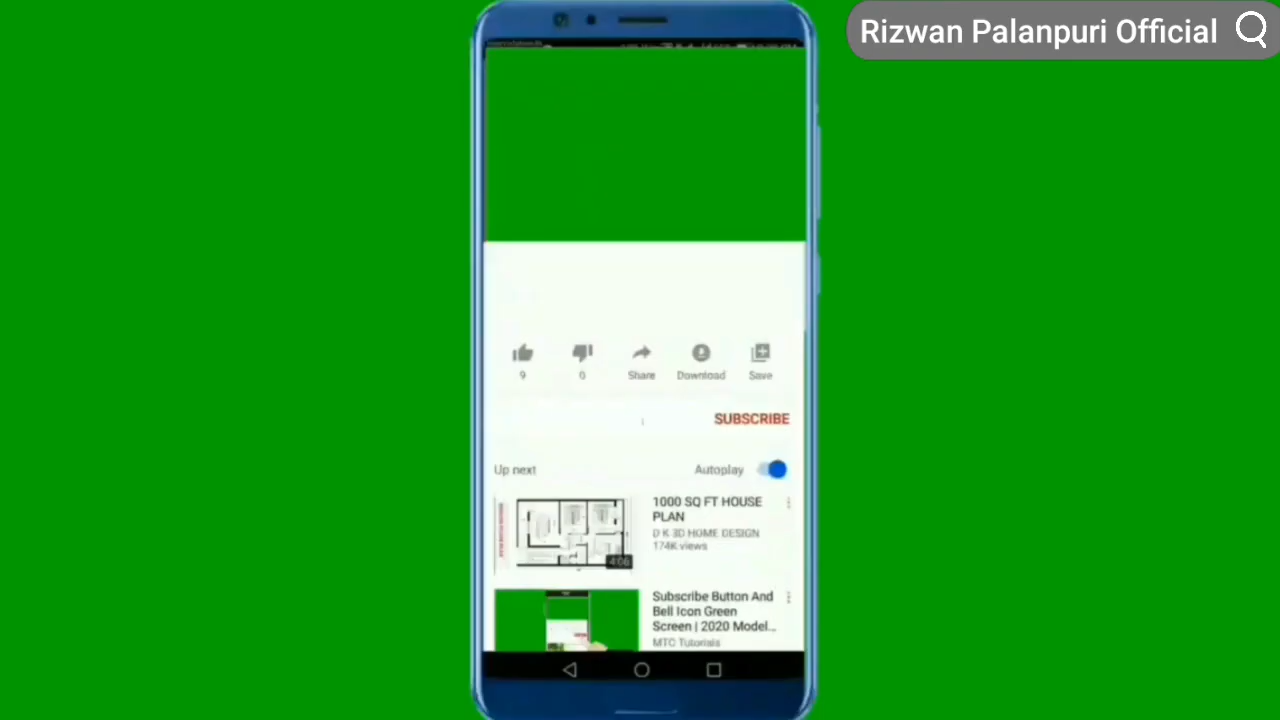 Rizwan Palanpuri Official
9
0
Share
Download
Save
SUBSCRIBE
Up next
Autoplay
1000 SQ FT HOUSE
PLAN
D K 3D HOME DESIGN
174K views
4:06
Subscribe Button And
Bell Icon Green
Screen | 2020 Model...
MTC Tutorials